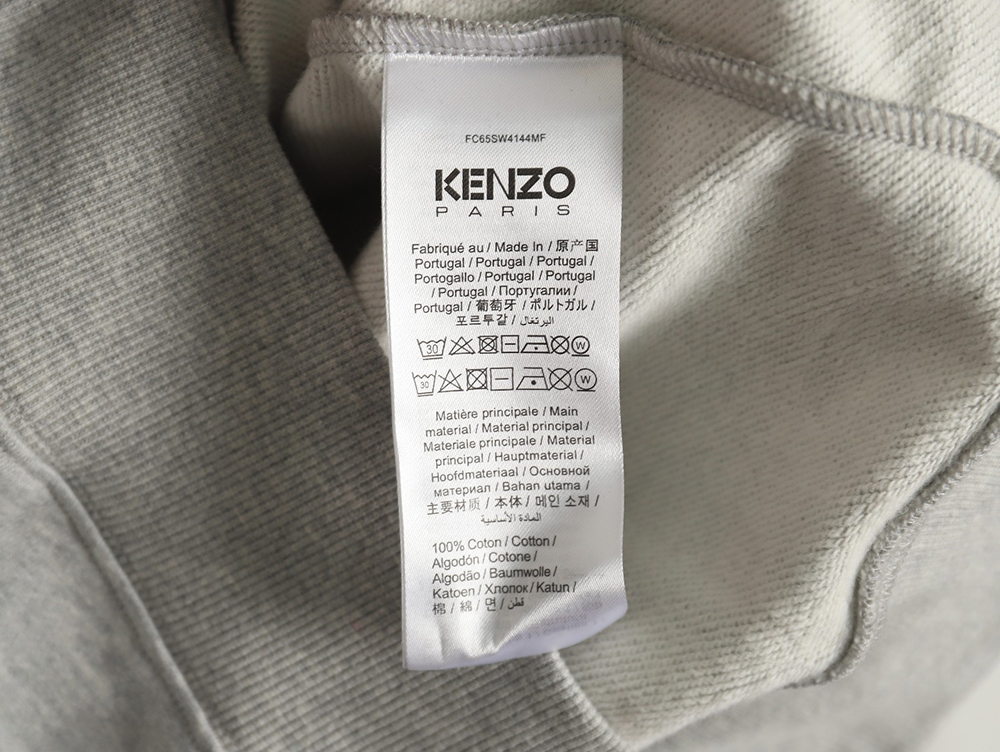 FC65SW4144MF
KENZO
PARIS
Fabriqué au / Made In / 原产国
Portugal / Portugal / Portugal /
Portogallo / Portugal / Portugal
/ Portugal / Португалии /
Portugal / 葡萄牙 / ポルトガル /
포르투갈 / البرتغال
30 W
30 W
Matière principale / Main
material / Material principal /
Materiale principale / Material
principal / Hauptmaterial /
Hoofdmateriaal / Основной
материал / Bahan utama /
主要材质 / 本体 / 메인 소재 /
المادة الأساسية
100% Coton / Cotton /
Algodón / Cotone /
Algodão / Baumwolle /
Katoen / Хлопок / Katun /
棉 / 綿 / 면 / قطن